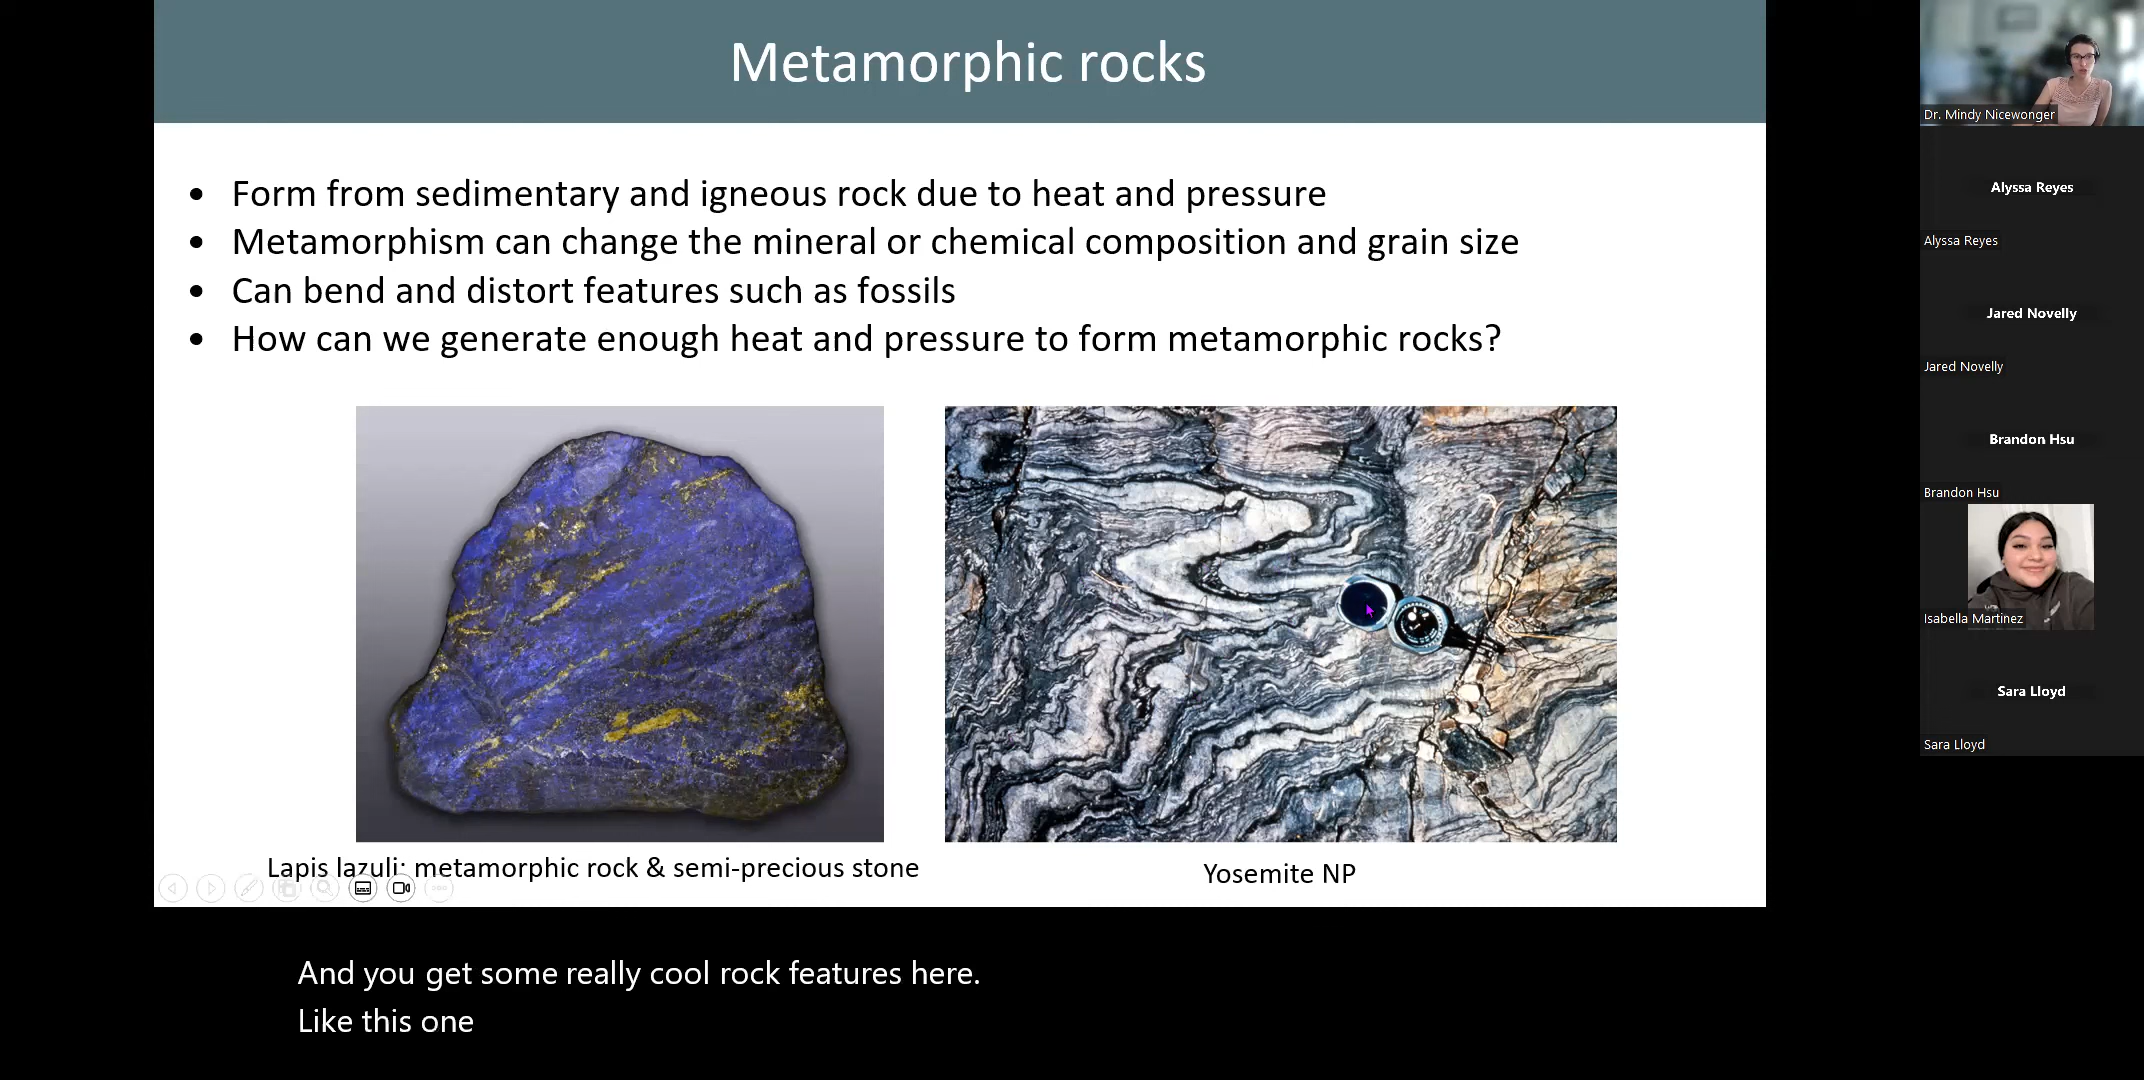 Metamorphic rocks
• Form from sedimentary and igneous rock due to heat and pressure
• Metamorphism can change the mineral or chemical composition and grain size
• Can bend and distort features such as fossils
• How can we generate enough heat and pressure to form metamorphic rocks?
Lapis lazuli: metamorphic rock & semi-precious stone
Yosemite NP
And you get some really cool rock features here.
Like this one
Dr. Mindy Nicewonger
Alyssa Reyes
Alyssa Reyes
Jared Novelly
Jared Novelly
Brandon Hsu
Brandon Hsu
Isabella Martinez
Sara Lloyd
Sara Lloyd